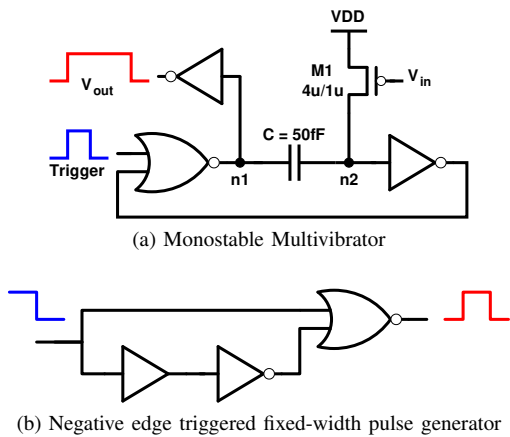 VDD
M1
4u/1u
V_in
V_out
C = 50fF
Trigger
n1
n2
(a) Monostable Multivibrator
(b) Negative edge triggered fixed-width pulse generator